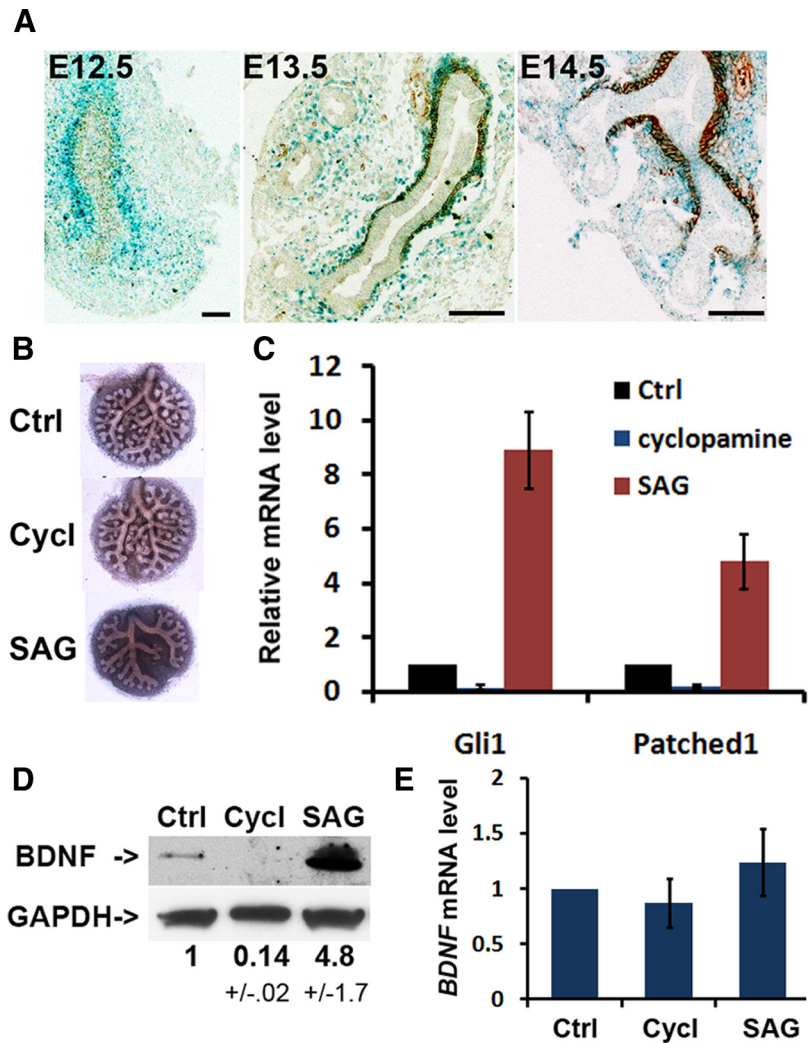 A
E12.5 E13.5 E14.5
B
Ctrl
Cycl
SAG
C
Relative mRNA level
12
10
8
6
4
2
0
Ctrl
cyclopamine
SAG
Gli1 Patched1
D
Ctrl Cycl SAG
BDNF ->
GAPDH->
1 0.14 4.8
+/-.02 +/-1.7
E
BDNF mRNA level
2
1.5
1
0.5
0
Ctrl Cycl SAG